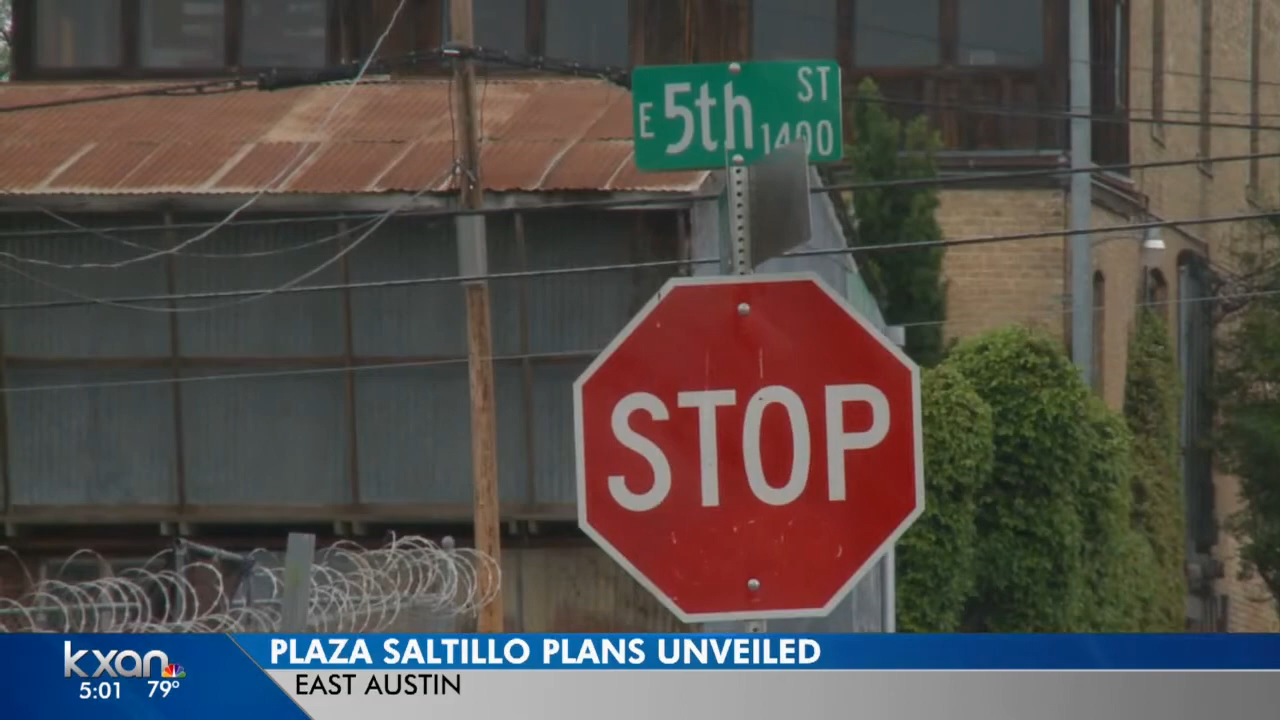 E 5th ST 1400
STOP
PLAZA SALTILLO PLANS UNVEILED
kxan
5:01 79°
EAST AUSTIN